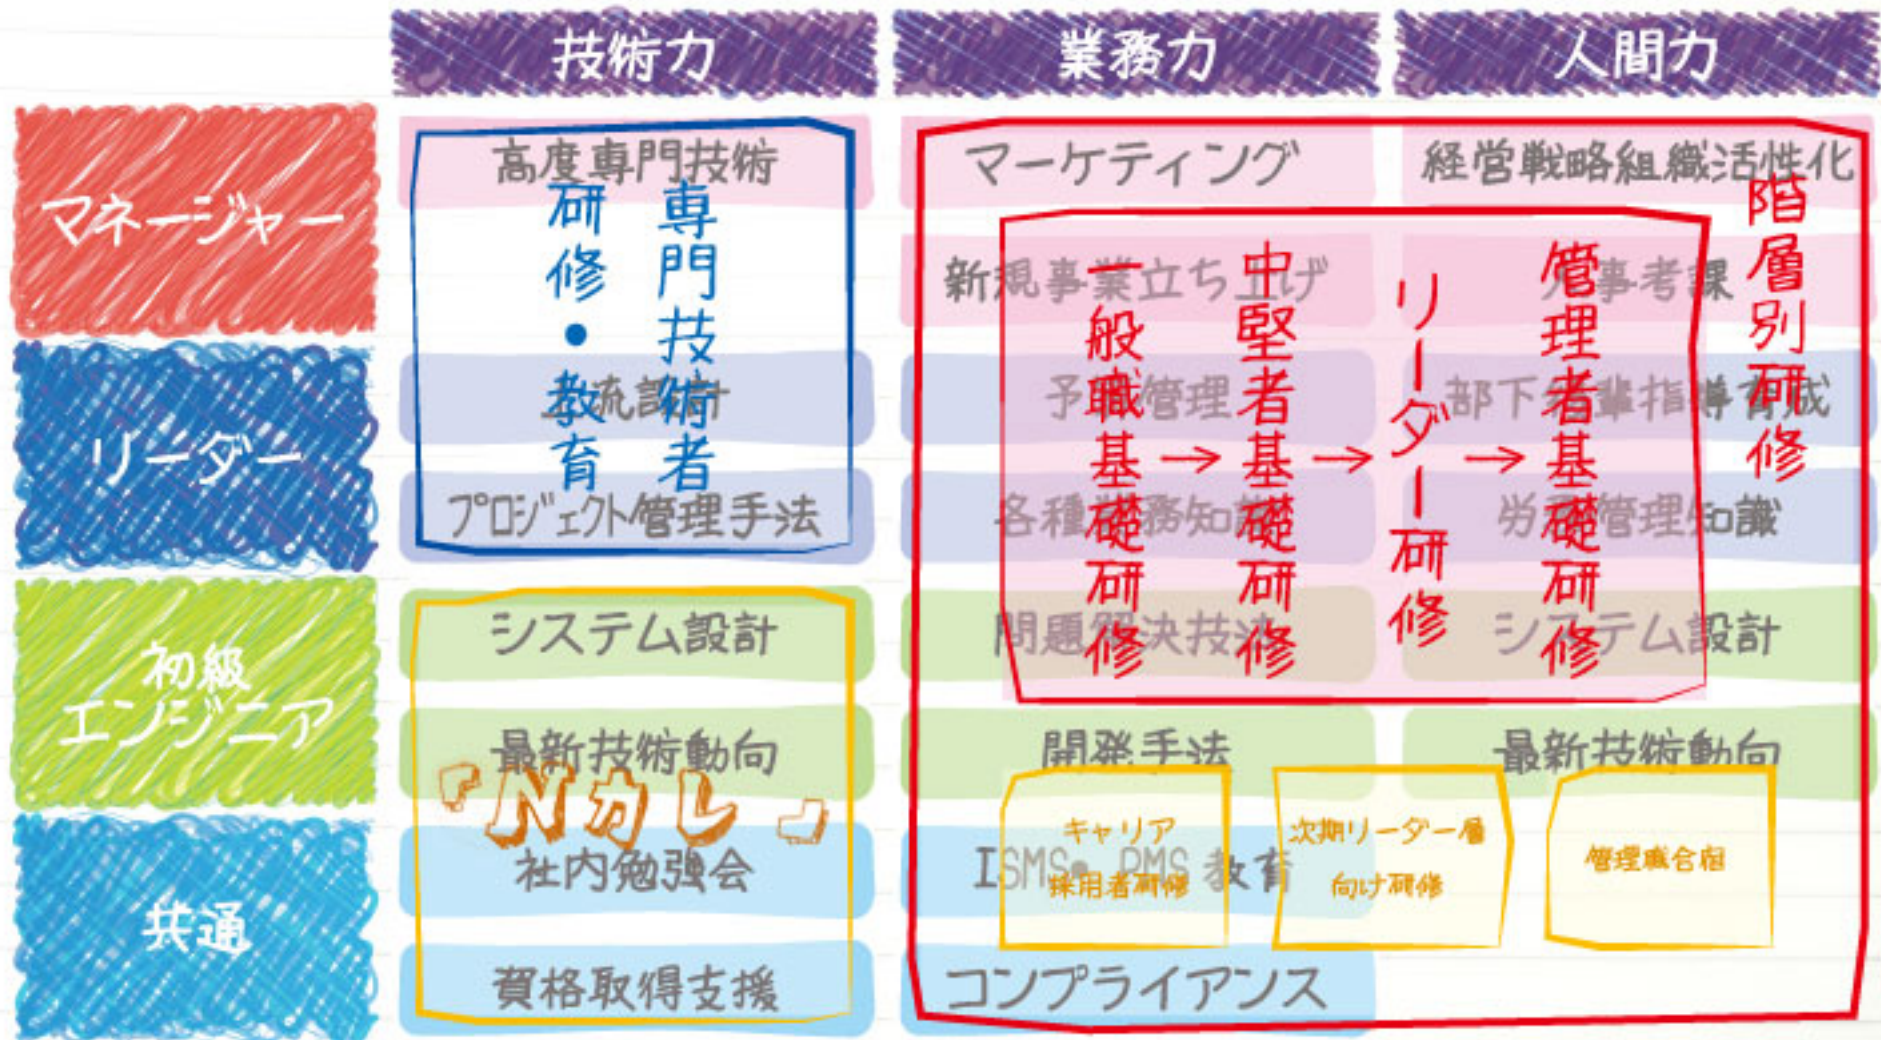 技術力
業務力
人間力
マネージャー
高度専門技術
マーケティング
経営戦略組織活性化
新規事業立ち上げ
人事考課
リーダー
上流設計
予算管理
部下後輩指導育成
プロジェクト管理手法
各種業務知識
労務管理知識
初級
エンジニア
システム設計
問題解決技法
システム設計
最新技術動向
開発手法
最新技術動向
共通
社内勉強会
ISMS・PMS 教育
資格取得支援
コンプライアンス
専門技術者
研修・教育
『Nカレ』
階層別研修
一般職基礎研修
→
中堅者基礎研修
→
リーダー研修
→
管理者基礎研修
キャリア
採用者研修
次期リーダー層
向け研修
管理職合宿